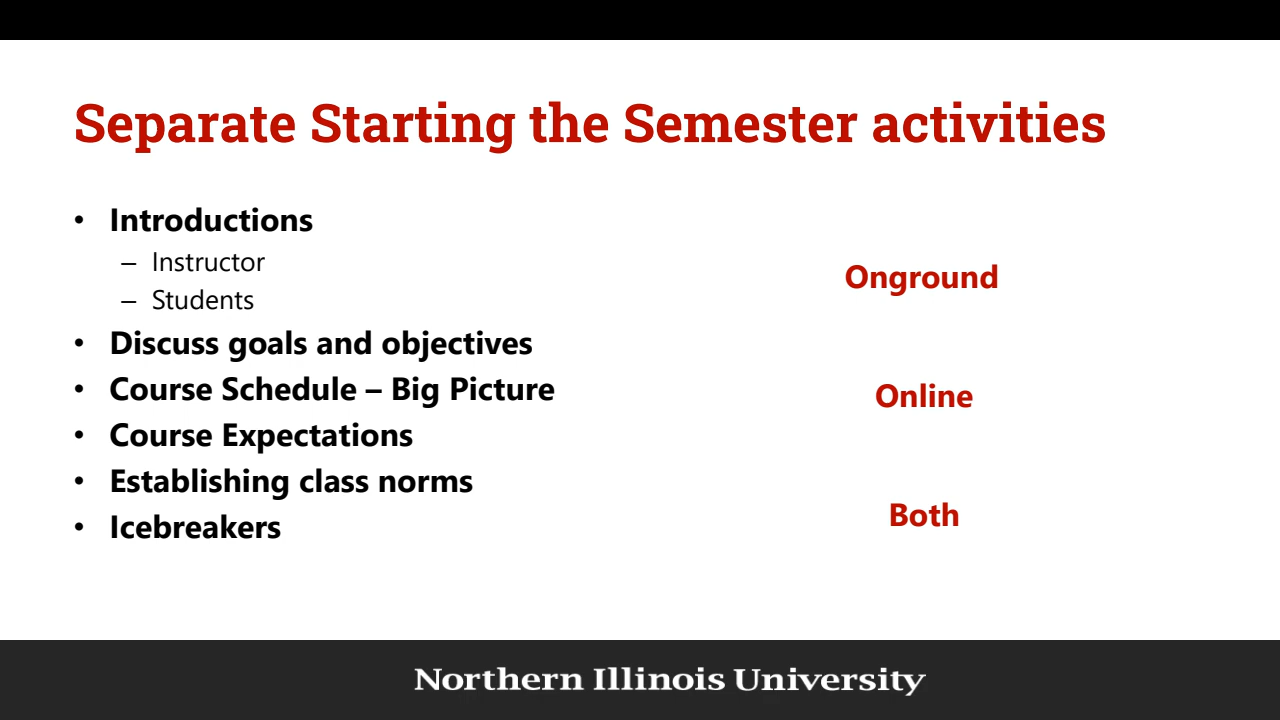 Separate Starting the Semester activities
• Introductions
– Instructor
– Students
• Discuss goals and objectives
• Course Schedule – Big Picture
• Course Expectations
• Establishing class norms
• Icebreakers
Onground
Online
Both
Northern Illinois University